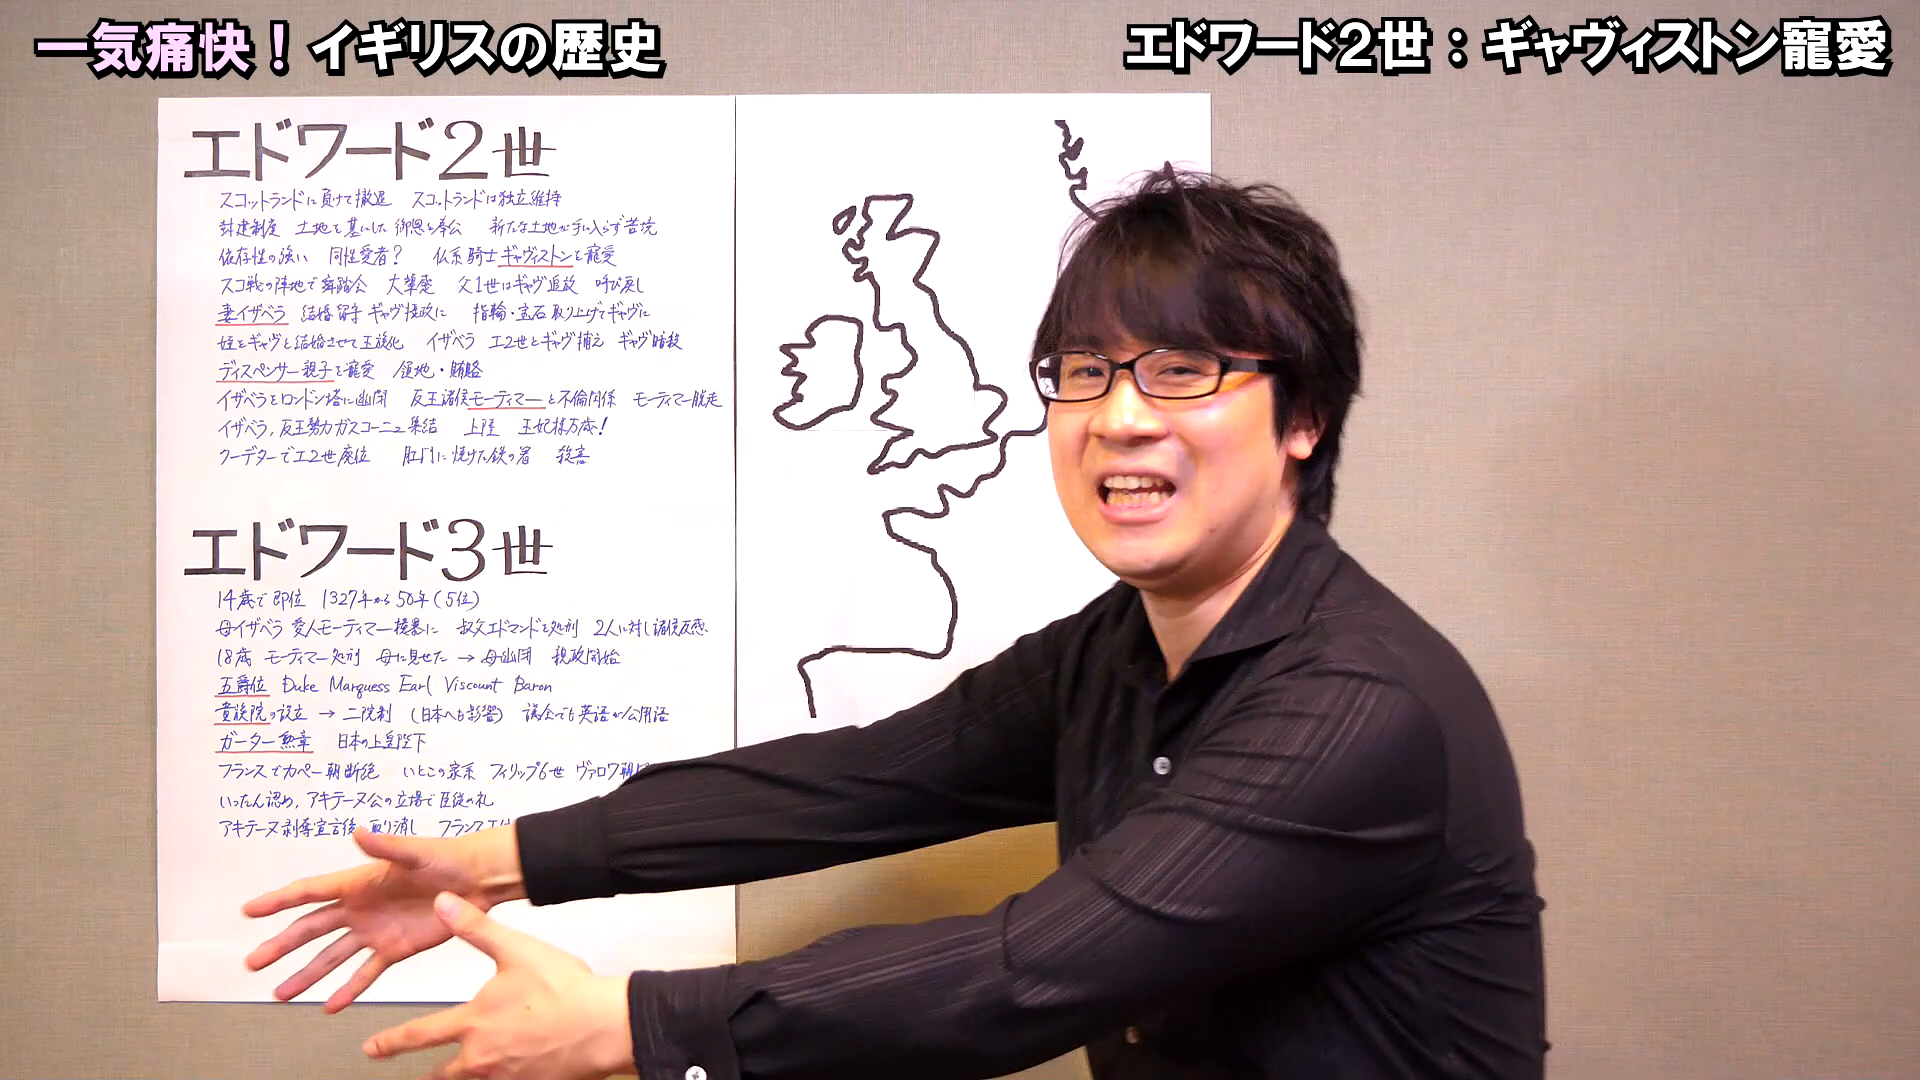 一気痛快！イギリスの歴史
エドワード2世：ギャヴィストン寵愛
エドワード2世
スコットランドに負けて撤退 スコットランドは独立維持
封建制度 土地を基にした御恩と奉公 新たな土地が手に入らず苦境
依存性の強い 同性愛者? 仏系騎士ギャヴィストンを寵愛
スコ戦の陣地で舞踏会 大顰蹙 父1世はギャヴ追放 呼び戻し
妻イザベラ 結婚留守ギャヴ摂政に 指輪・宝石取り上げてギャヴに
姪をギャヴと結婚させて王族化 イザベラ エ2世とギャヴ捕え ギャヴ暗殺
ディスペンサー親子を寵愛 領地・賄賂
イザベラをロンドン塔に幽閉 反王諸侯モーティマーと不倫関係 モーティマー脱走
イザベラ,反王勢力ガスコーニュ集結 上陸 王妃様万歳!
クーデターでエ2世廃位 肛門に焼けた鉄の 殺害
エドワード3世
14歳で即位 1327年から50年(5位)
母イザベラ 愛人モーティマー横暴に 叔父エドマンドを処刑 2人に対し諸侯反感
18歳 モーティマー処刑 母に見せた → 母幽閉 親政開始
五爵位 Duke Marquess Earl Viscount Baron
貴族院の設立 → 二院制 (日本へも影響) 議会でも英語が公用語
ガーター勲章 日本の上皇陛下
フランスでカペー朝断絶 いとこの家系 フィリップ6世 ヴァロワ朝
いったん認め,アキテーヌ公の立場で臣従の礼
アキテーヌ剥奪宣言後 取り消し フランス